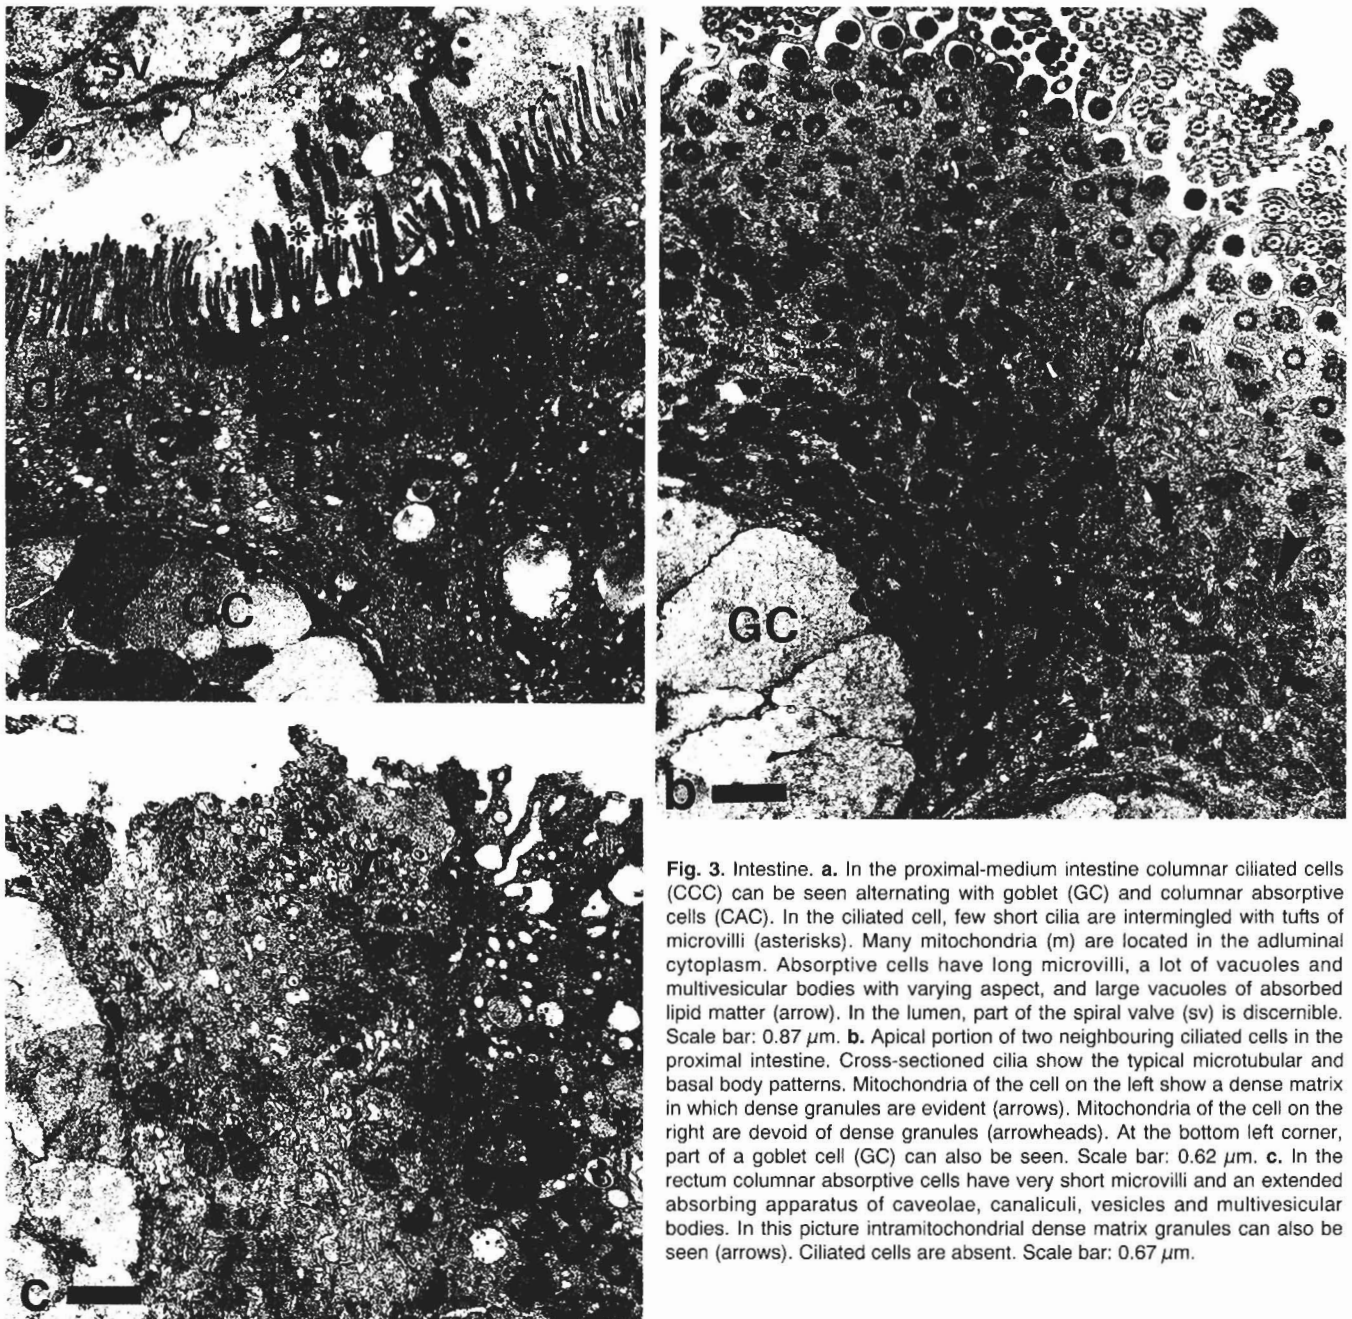 sv
* * *
GC
GC
b
c
Fig. 3. Intestine. a. In the proximal-medium intestine columnar ciliated cells
(CCC) can be seen alternating with goblet (GC) and columnar absorptive
cells (CAC). In the ciliated cell, few short cilia are intermingled with tufts of
microvilli (asterisks). Many mitochondria (m) are located in the adluminal
cytoplasm. Absorptive cells have long microvilli, a lot of vacuoles and
multivesicular bodies with varying aspect, and large vacuoles of absorbed
lipid matter (arrow). In the lumen, part of the spiral valve (sv) is discernible.
Scale bar: 0.87 µm. b. Apical portion of two neighbouring ciliated cells in the
proximal intestine. Cross-sectioned cilia show the typical microtubular and
basal body patterns. Mitochondria of the cell on the left show a dense matrix
in which dense granules are evident (arrows). Mitochondria of the cell on the
right are devoid of dense granules (arrowheads). At the bottom left corner,
part of a goblet cell (GC) can also be seen. Scale bar: 0.62 µm. c. In the
rectum columnar absorptive cells have very short microvilli and an extended
absorbing apparatus of caveolae, canaliculi, vesicles and multivesicular
bodies. In this picture intramitochondrial dense matrix granules can also be
seen (arrows). Ciliated cells are absent. Scale bar: 0.67 µm.